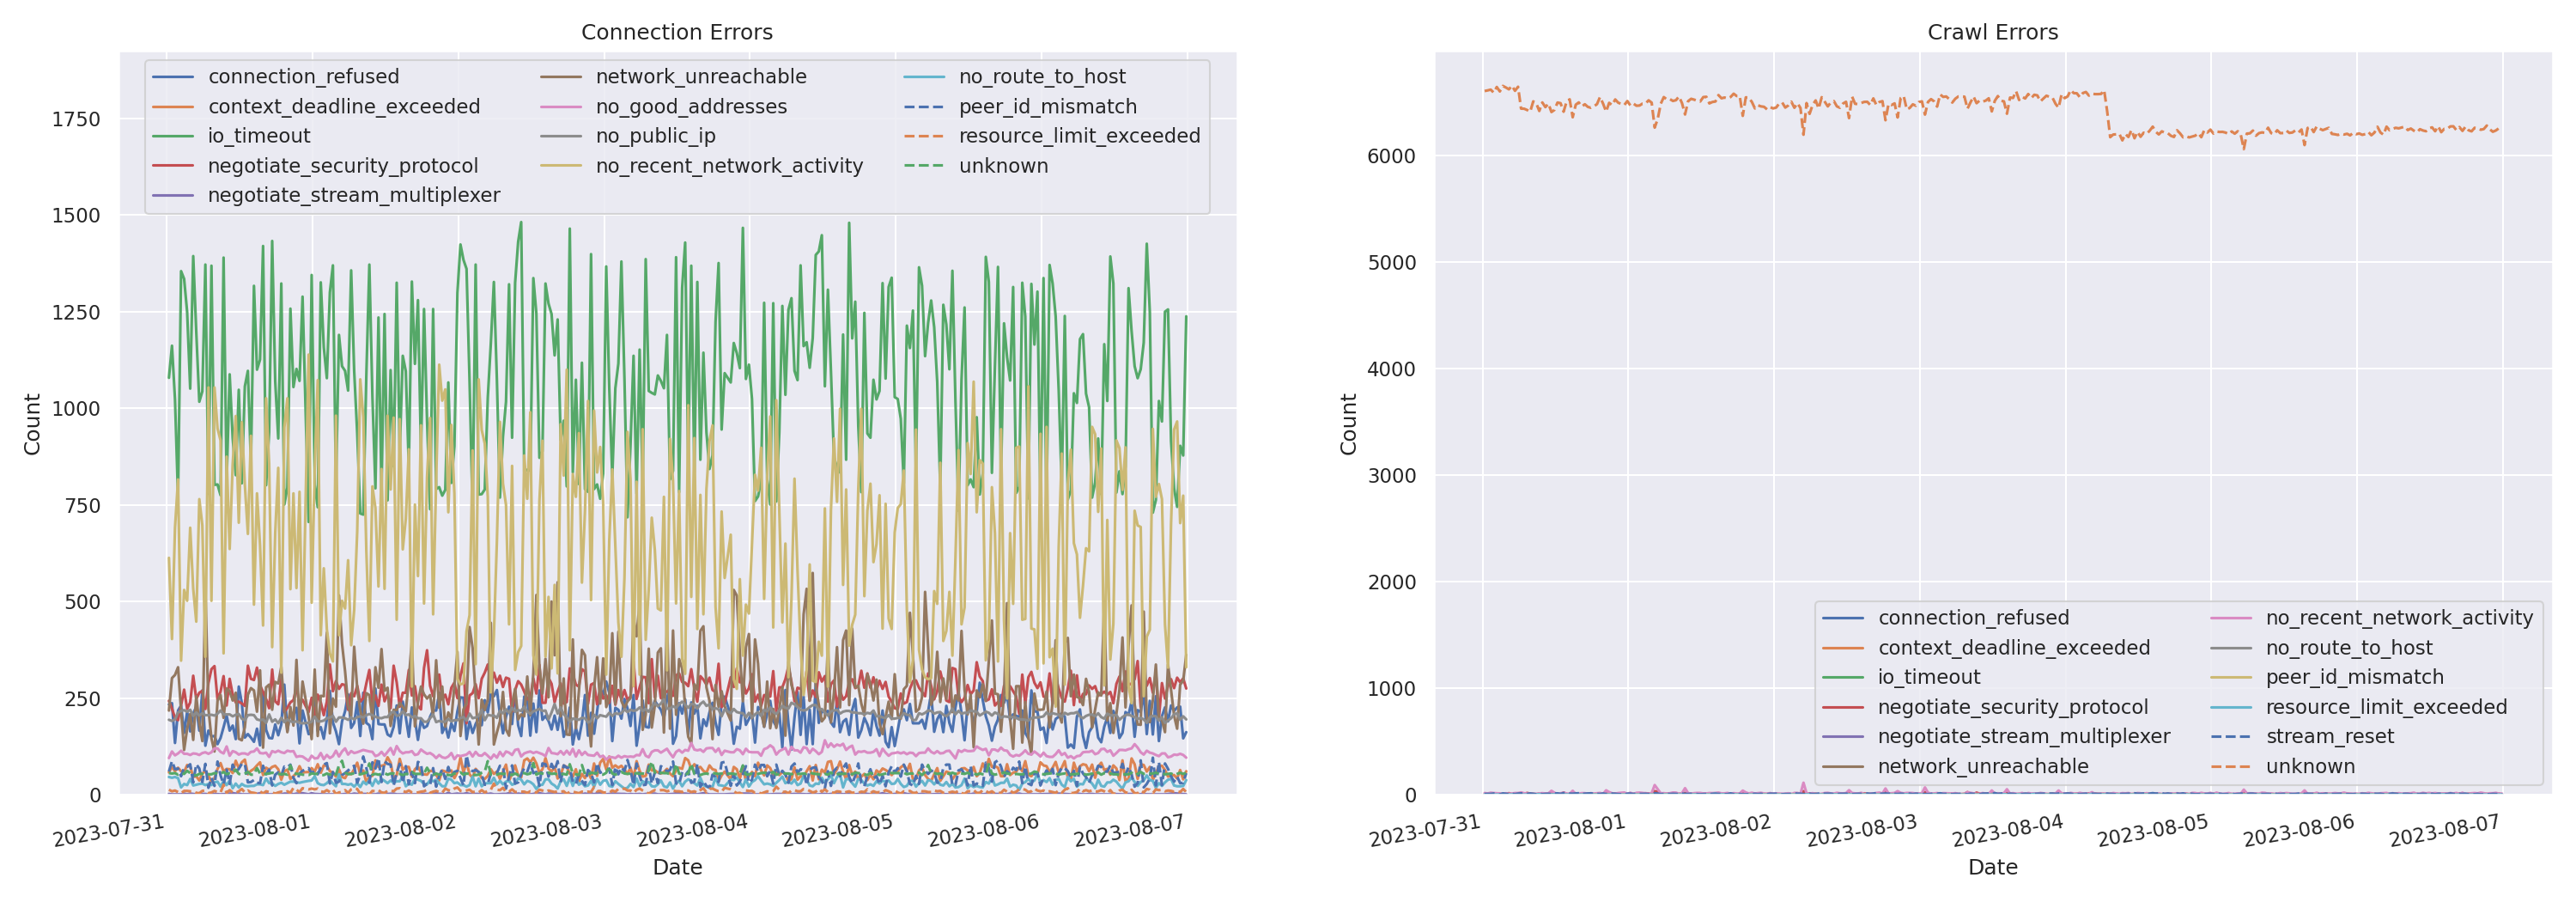 Connection Errors
connection_refused
context_deadline_exceeded
io_timeout
negotiate_security_protocol
negotiate_stream_multiplexer
network_unreachable
no_good_addresses
no_public_ip
no_recent_network_activity
no_route_to_host
peer_id_mismatch
resource_limit_exceeded
unknown
Count
1750
1500
1250
1000
750
500
250
0
2023-07-31
2023-08-01
2023-08-02
2023-08-03
2023-08-04
2023-08-05
2023-08-06
2023-08-07
Date
Crawl Errors
Count
6000
5000
4000
3000
2000
1000
0
connection_refused
context_deadline_exceeded
io_timeout
negotiate_security_protocol
negotiate_stream_multiplexer
network_unreachable
no_recent_network_activity
no_route_to_host
peer_id_mismatch
resource_limit_exceeded
stream_reset
unknown
2023-07-31
2023-08-01
2023-08-02
2023-08-03
2023-08-04
2023-08-05
2023-08-06
2023-08-07
Date